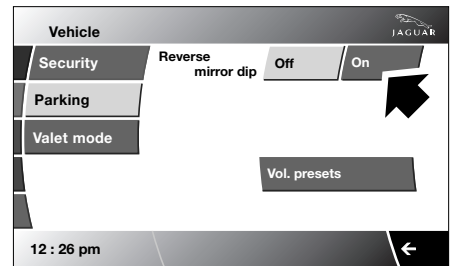 Vehicle
JAGUAR
Security
Reverse
mirror dip
Off
On
Parking
Valet mode
Vol. presets
12 : 26 pm